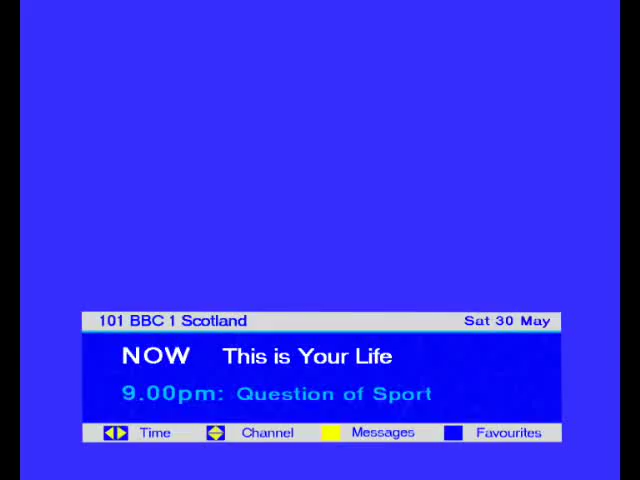 101 BBC 1 Scotland Sat 30 May
NOW This is Your Life
9.00pm: Question of Sport
Time Channel Messages Favourites